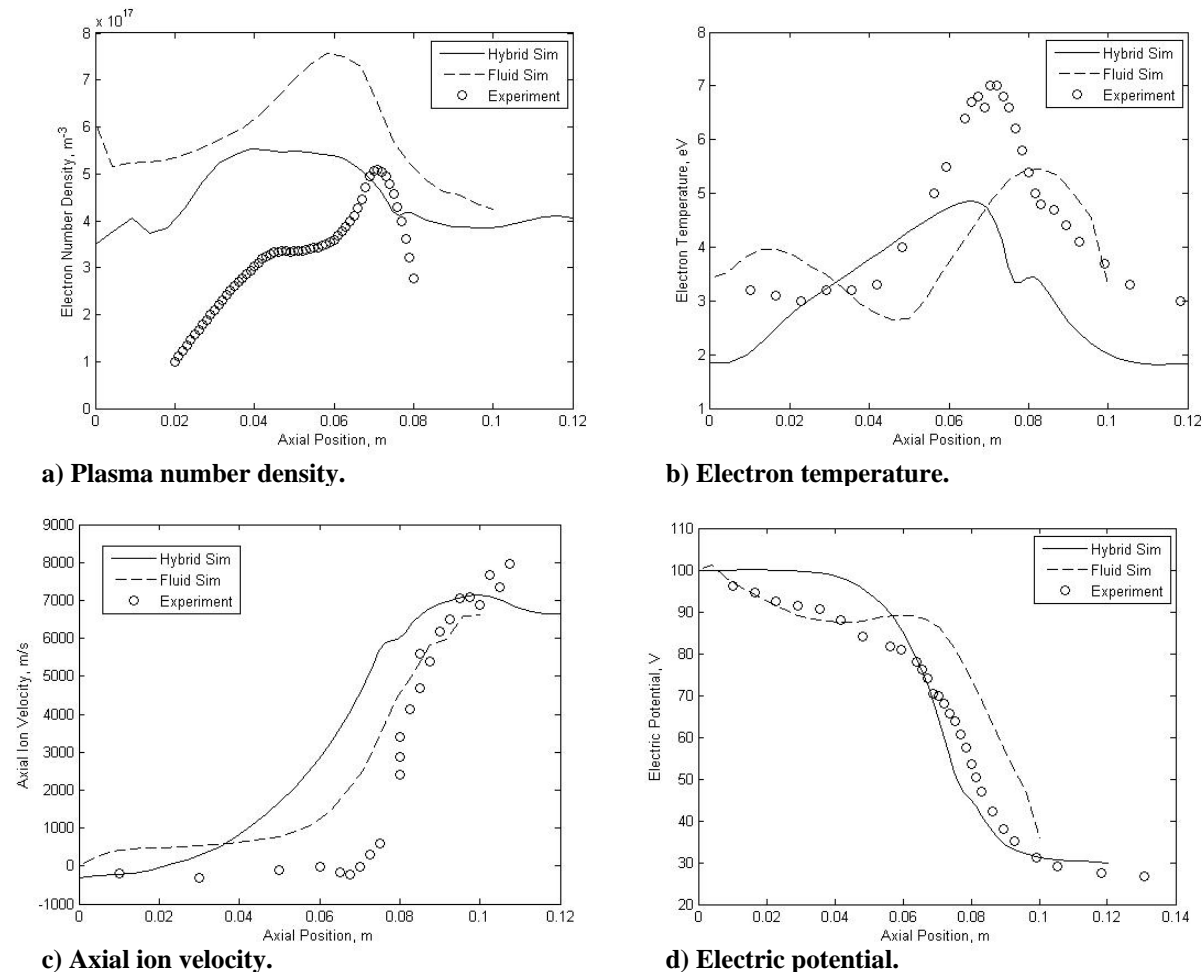 x 10^17
8
7
6
5
4
3
2
1
0
Electron Number Density, m^-3
Hybrid Sim
Fluid Sim
Experiment
0 0.02 0.04 0.06 0.08 0.1 0.12
Axial Position, m
a) Plasma number density.
8
7
6
5
4
3
2
1
Electron Temperature, eV
Hybrid Sim
Fluid Sim
Experiment
0 0.02 0.04 0.06 0.08 0.1 0.12
Axial Position, m
b) Electron temperature.
9000
8000
7000
6000
5000
4000
3000
2000
1000
0
-1000
Axial Ion Velocity, m/s
Hybrid Sim
Fluid Sim
Experiment
0 0.02 0.04 0.06 0.08 0.1 0.12
Axial Position, m
c) Axial ion velocity.
110
100
90
80
70
60
50
40
30
20
Electric Potential, V
Hybrid Sim
Fluid Sim
Experiment
0 0.02 0.04 0.06 0.08 0.1 0.12 0.14
Axial Position, m
d) Electric potential.